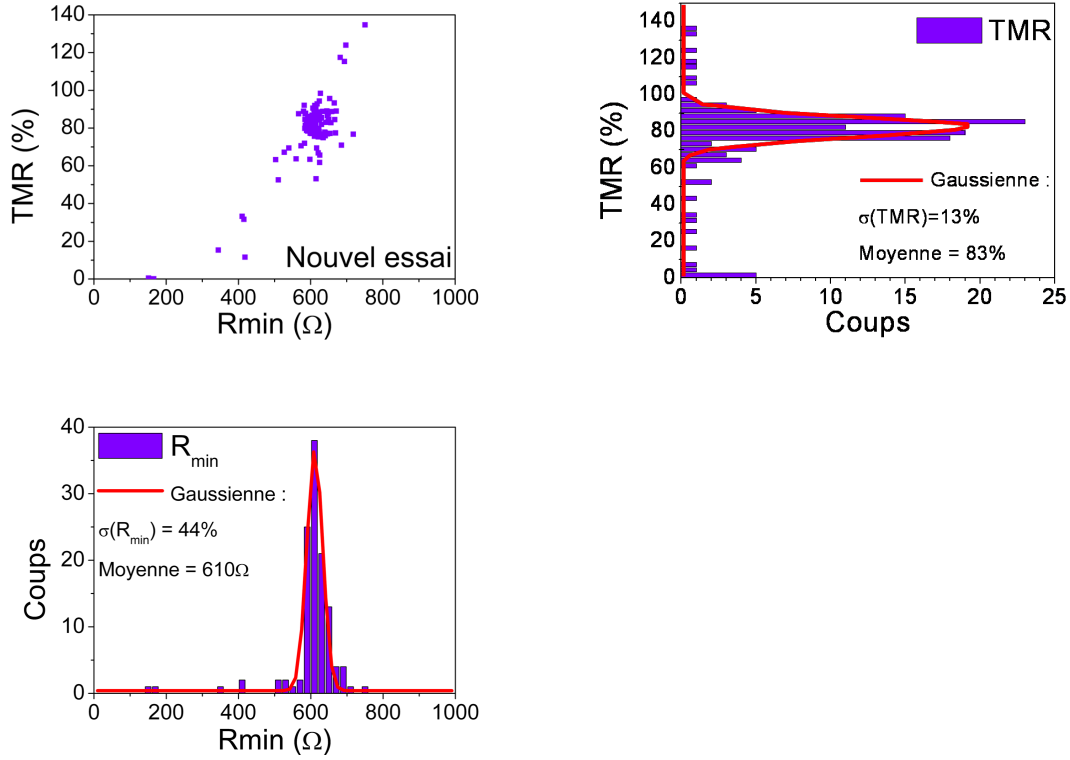 140
120
100
80
60
40
20
0
TMR (%)
Nouvel essai
0 200 400 600 800 1000
Rmin (Ω)
140
120
100
90
80
60
40
20
0
TMR (%)
TMR
Gaussienne :
σ(TMR)=13%
Moyenne = 83%
0 5 10 15 20 25
Coups
40
30
20
10
0
Coups
Rmin
Gaussienne :
σ(Rmin) = 44%
Moyenne = 610Ω
0 200 400 600 800 1000
Rmin (Ω)